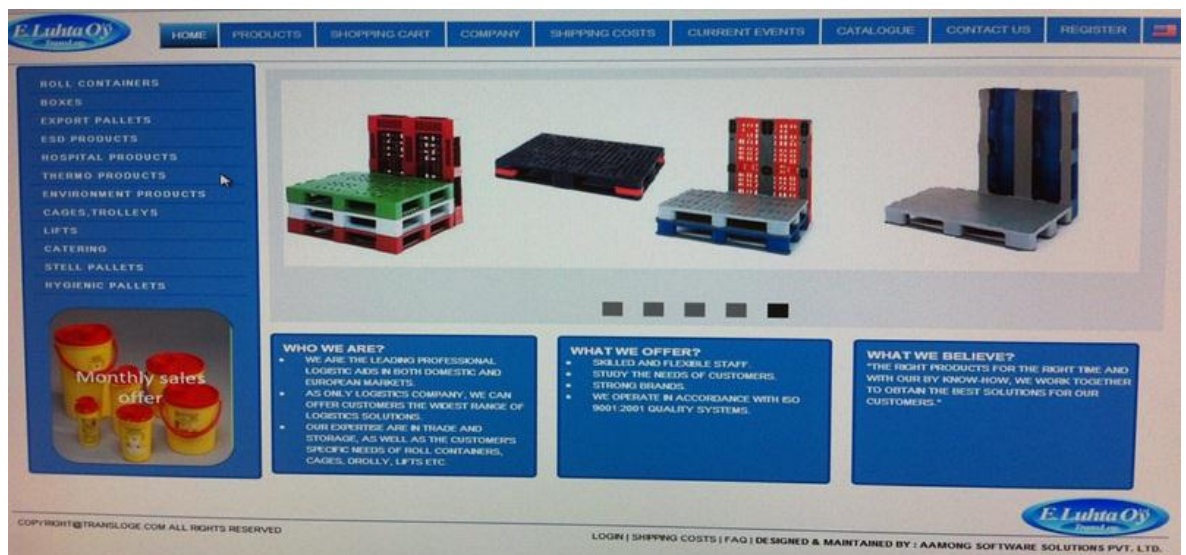 E. Luhta Oy
TransLog
HOME PRODUCTS SHOPPING CART COMPANY SHIPPING COSTS CURRENT EVENTS CATALOGUE CONTACT US REGISTER
ROLL CONTAINERS
BOXES
EXPORT PALLETS
ESD PRODUCTS
HOSPITAL PRODUCTS
THERMO PRODUCTS
ENVIRONMENT PRODUCTS
CAGES,TROLLEYS
LIFTS
CATERING
STELL PALLETS
HYGIENIC PALLETS
Monthly sales
offer
WHO WE ARE?
WE ARE THE LEADING PROFESSIONAL
LOGISTIC AIDS IN BOTH DOMESTIC AND
EUROPEAN MARKETS.
AS ONLY LOGISTICS COMPANY, WE CAN
OFFER CUSTOMERS THE WIDEST RANGE OF
LOGISTICS SOLUTIONS.
OUR EXPERTISE ARE IN TRADE AND
STORAGE, AS WELL AS THE CUSTOMER'S
SPECIFIC NEEDS OF ROLL CONTAINERS,
CAGES, DROLLY, LIFTS ETC.
WHAT WE OFFER?
SKILLED AND FLEXIBLE STAFF.
STUDY THE NEEDS OF CUSTOMERS.
STRONG BRANDS.
WE OPERATE IN ACCORDANCE WITH ISO
9001:2001 QUALITY SYSTEMS.
WHAT WE BELIEVE?
"THE RIGHT PRODUCTS FOR THE RIGHT TIME AND
WITH OUR BY KNOW-HOW, WE WORK TOGETHER
TO OBTAIN THE BEST SOLUTIONS FOR OUR
CUSTOMERS."
E. Luhta Oy
TransLog
COPYRIGHT@TRANSLOGE.COM ALL RIGHTS RESERVED
LOGIN | SHIPPING COSTS | FAQ | DESIGNED & MAINTAINED BY : AAMONG SOFTWARE SOLUTIONS PVT. LTD.